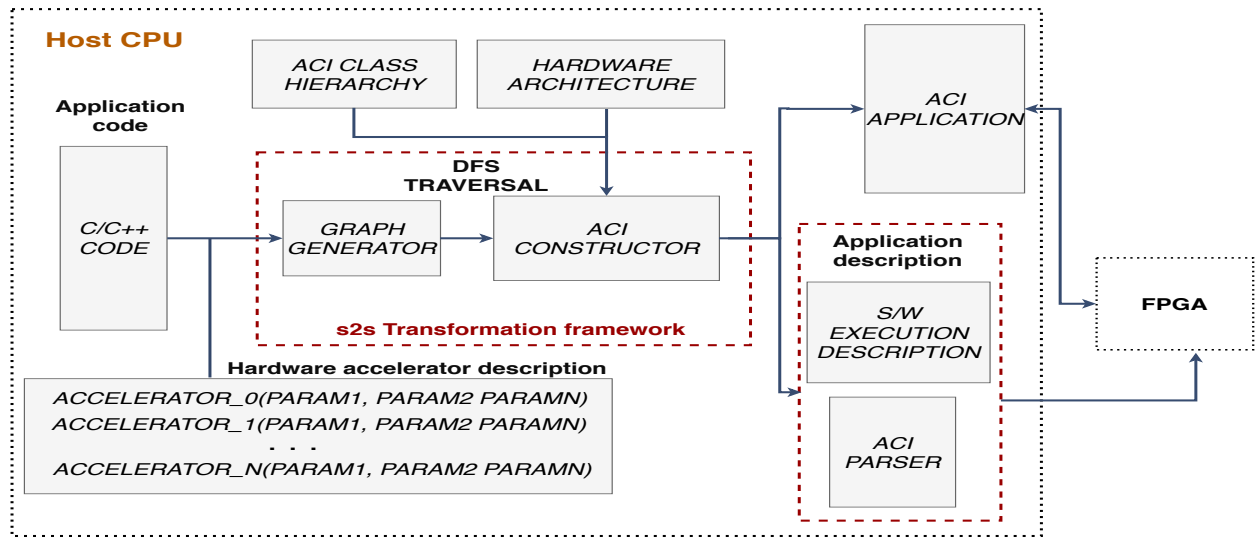 Host CPU
ACI CLASS
HIERARCHY
HARDWARE
ARCHITECTURE
ACI
APPLICATION
Application
code
C/C++
CODE
DFS
TRAVERSAL
GRAPH
GENERATOR
ACI
CONSTRUCTOR
s2s Transformation framework
Application
description
S/W
EXECUTION
DESCRIPTION
ACI
PARSER
FPGA
Hardware accelerator description
ACCELERATOR_0(PARAM1, PARAM2 PARAMN)
ACCELERATOR_1(PARAM1, PARAM2 PARAMN)
. . .
ACCELERATOR_N(PARAM1, PARAM2 PARAMN)